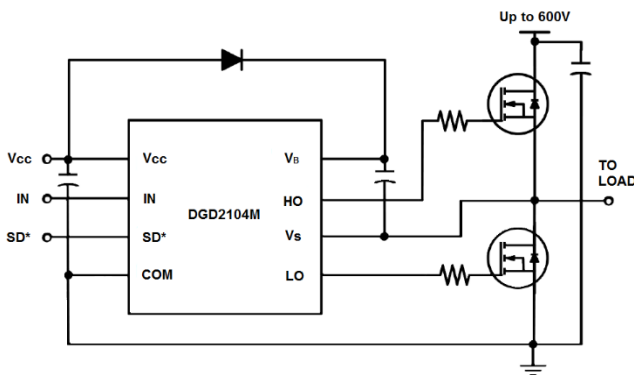 Up to 600V
Vcc
IN
SD*
Vcc
IN
SD*
COM
DGD2104M
VB
HO
Vs
LO
TO
LOAD